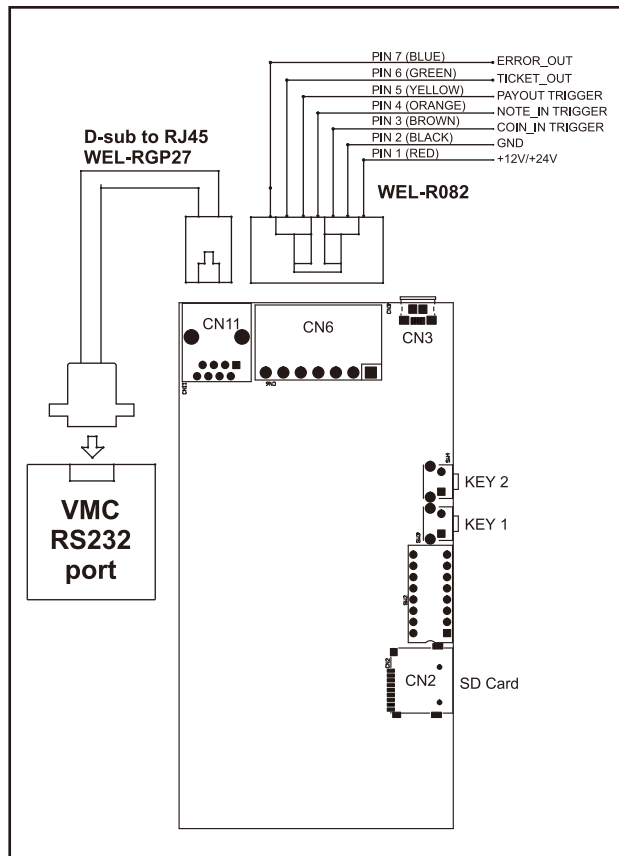 PIN 7 (BLUE) ERROR_OUT
PIN 6 (GREEN) TICKET_OUT
PIN 5 (YELLOW) PAYOUT TRIGGER
PIN 4 (ORANGE) NOTE_IN TRIGGER
PIN 3 (BROWN) COIN_IN TRIGGER
PIN 2 (BLACK) GND
PIN 1 (RED) +12V/+24V
D-sub to RJ45
WEL-RGP27
WEL-R082
CN11
CN6
CN3
KEY 2
KEY 1
VMC
RS232
port
CN2
SD Card